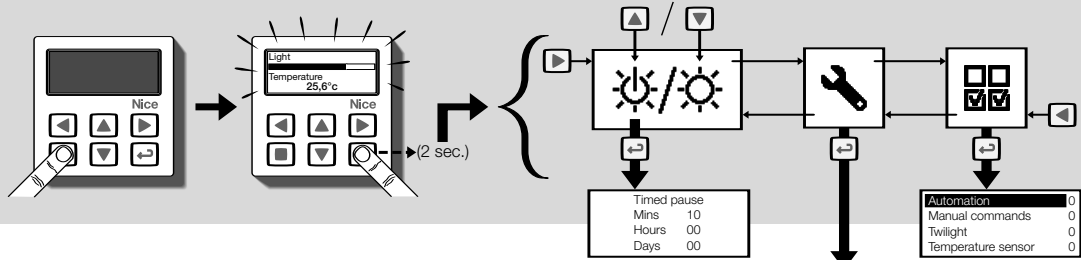 Nice
Light
Temperature
25,6°c
Nice
(2 sec.)
/
/
Timed pause
Mins 10
Hours 00
Days 00
Automation 0
Manual commands 0
Twilight 0
Temperature sensor 0